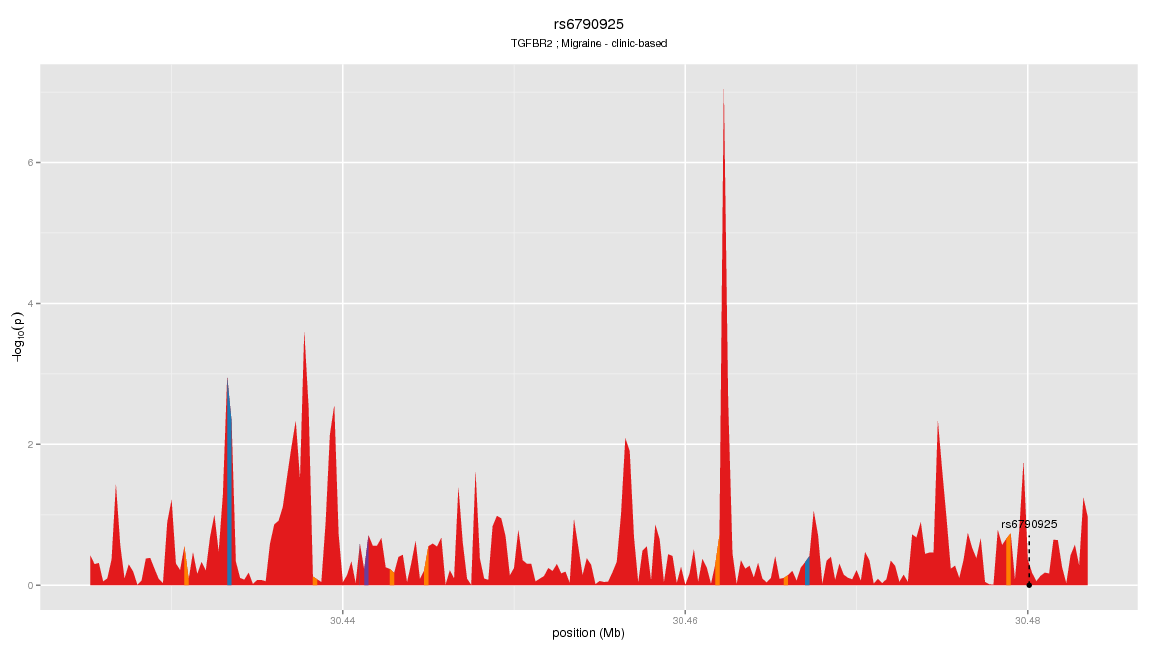 rs6790925
TGFBR2 ; Migraine - clinic-based
−log10(p)
6
4
2
0
rs6790925
30.44
30.46
30.48
position (Mb)